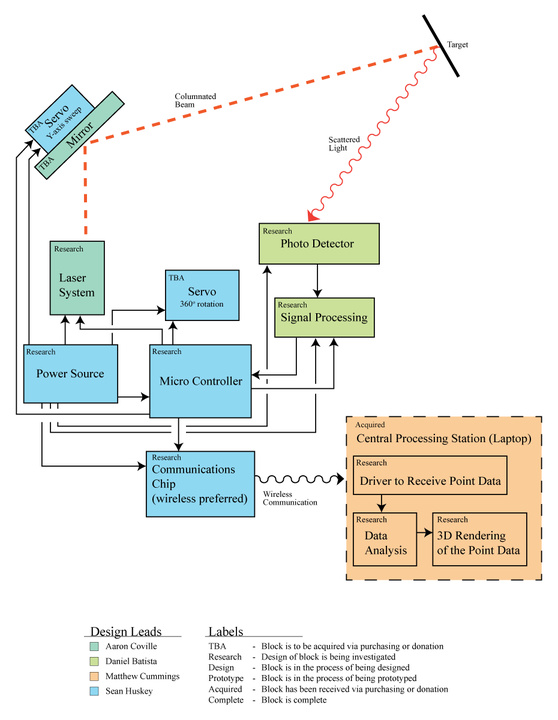 Target
Columnated
Beam
TBA
Servo
Y-axis sweep
TBA
Mirror
Scattered
Light
Research
Photo Detector
Research
Laser
System
TBA
Servo
360° rotation
Research
Signal Processing
Research
Power Source
Research
Micro Controller
Research
Communications
Chip
(wireless preferred)
Wireless
Communication
Acquired
Central Processing Station (Laptop)
Research
Driver to Receive Point Data
Research
Data
Analysis
Research
3D Rendering
of the Point Data
Design Leads
Aaron Coville
Daniel Batista
Matthew Cummings
Sean Huskey
Labels
TBA - Block is to be acquired via purchasing or donation
Research - Design of block is being investigated
Design - Block is in the process of being designed
Prototype - Block is in the process of being prototyped
Acquired - Block has been received via purchasing or donation
Complete - Block is complete